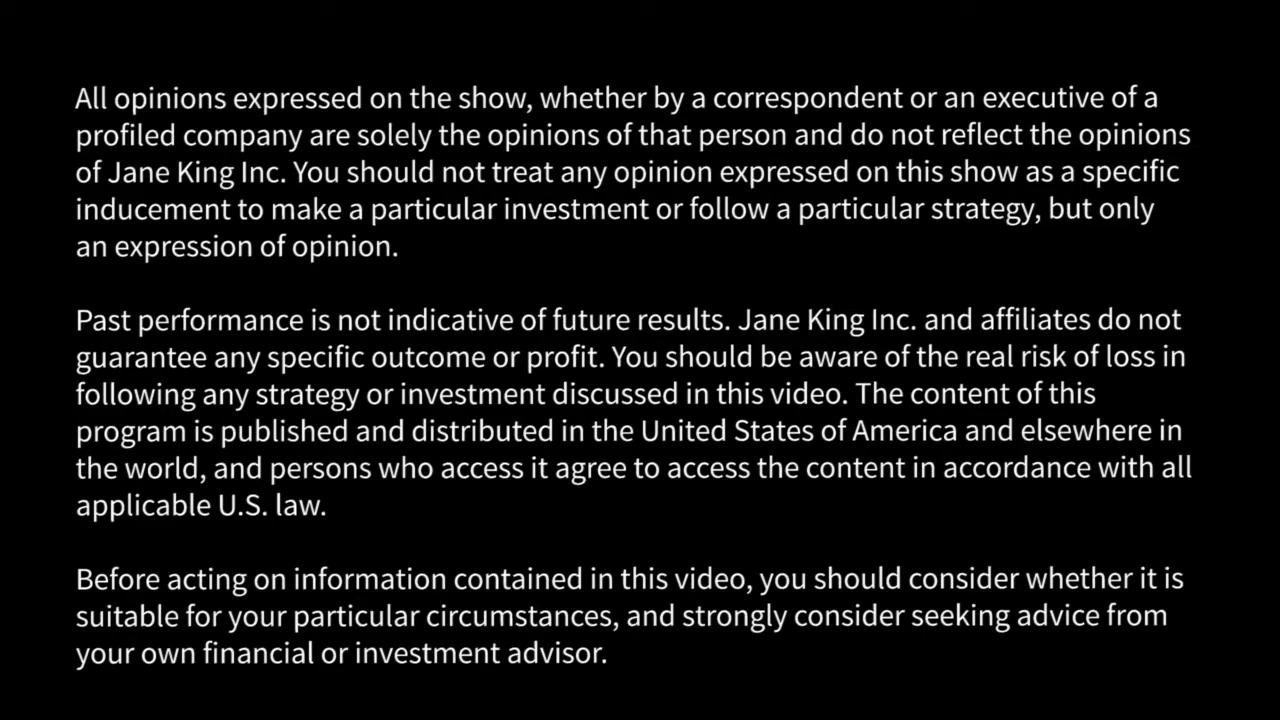 All opinions expressed on the show, whether by a correspondent or an executive of a
profiled company are solely the opinions of that person and do not reflect the opinions
of Jane King Inc. You should not treat any opinion expressed on this show as a specific
inducement to make a particular investment or follow a particular strategy, but only
an expression of opinion.
Past performance is not indicative of future results. Jane King Inc. and affiliates do not
guarantee any specific outcome or profit. You should be aware of the real risk of loss in
following any strategy or investment discussed in this video. The content of this
program is published and distributed in the United States of America and elsewhere in
the world, and persons who access it agree to access the content in accordance with all
applicable U.S. law.
Before acting on information contained in this video, you should consider whether it is
suitable for your particular circumstances, and strongly consider seeking advice from
your own financial or investment advisor.